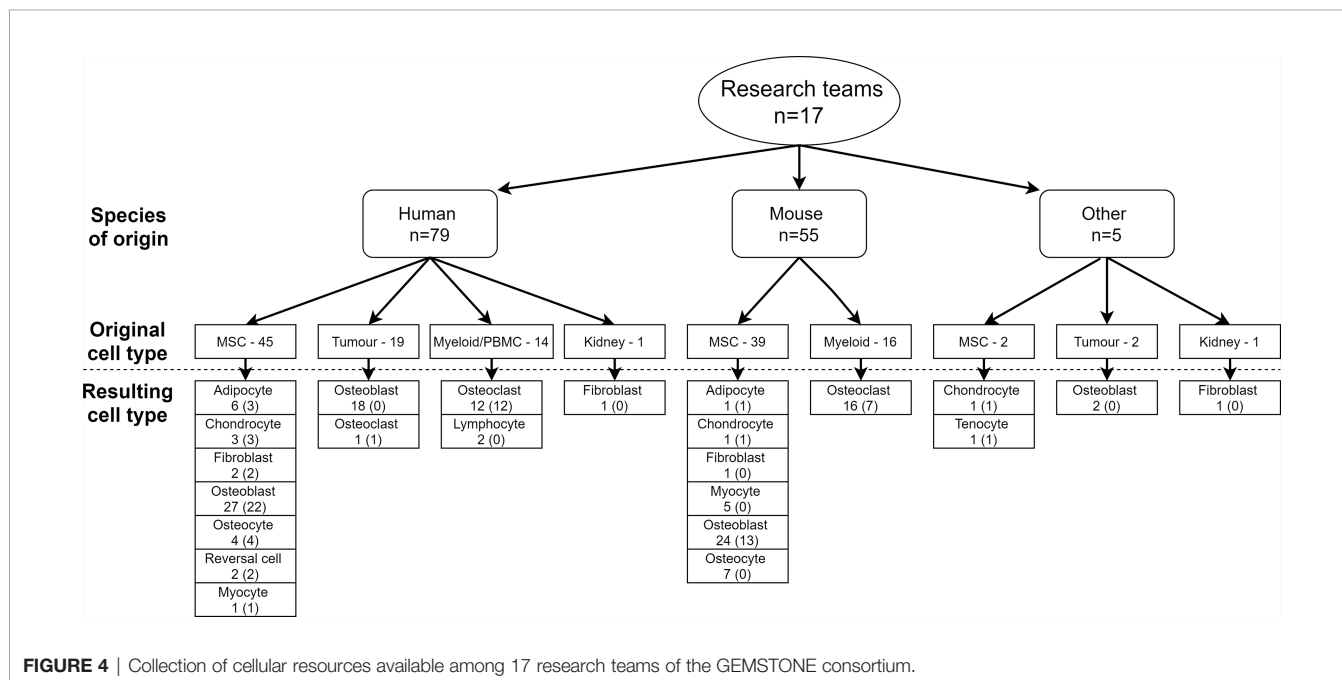 Research teams
n=17
Species
of origin
Human
n=79
Mouse
n=55
Other
n=5
Original
cell type
MSC - 45
Tumour - 19
Myeloid/PBMC - 14
Kidney - 1
MSC - 39
Myeloid - 16
MSC - 2
Tumour - 2
Kidney - 1
Resulting
cell type
Adipocyte
6 (3)
Chondrocyte
3 (3)
Fibroblast
2 (2)
Osteoblast
27 (22)
Osteocyte
4 (4)
Reversal cell
2 (2)
Myocyte
1 (1)
Osteoblast
18 (0)
Osteoclast
1 (1)
Osteoclast
12 (12)
Lymphocyte
2 (0)
Fibroblast
1 (0)
Adipocyte
1 (1)
Chondrocyte
1 (1)
Fibroblast
1 (0)
Myocyte
5 (0)
Osteoblast
24 (13)
Osteocyte
7 (0)
Osteoclast
16 (7)
Chondrocyte
1 (1)
Tenocyte
1 (1)
Osteoblast
2 (0)
Fibroblast
1 (0)
FIGURE 4 | Collection of cellular resources available among 17 research teams of the GEMSTONE consortium.